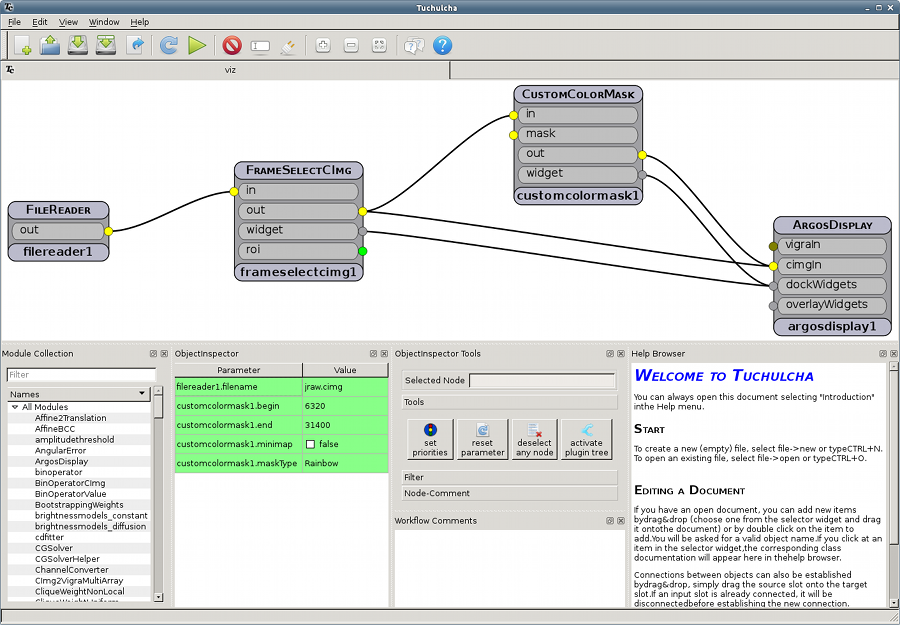 Tuchulcha
File Edit View Window Help
viz
CustomColorMask
in
mask
out
widget
customcolormask1
FrameSelectCImg
in
out
widget
roi
frameselectcimg1
FileReader
out
filereader1
ArgosDisplay
vigraIn
cimgIn
dockWidgets
overlayWidgets
argosdisplay1
Module Collection
Filter
Names
All Modules
Affine2Translation
AffineBCC
amplitudethreshold
AngularError
ArgosDisplay
binoperator
BinOperatorCImg
BinOperatorValue
BootstrappingWeights
brightnessmodels_constant
brightnessmodels_diffusion
cdfitter
CGSolver
CGSolverHelper
ChannelConverter
CImg2VigraMultiArray
CliqueWeightNonLocal
CliqueWeightUniform
ObjectInspector
Parameter Value
filereader1.filename jraw.cimg
customcolormask1.begin 6320
customcolormask1.end 31400
customcolormask1.minimap false
customcolormask1.maskType Rainbow
ObjectInspector Tools
Selected Node
Tools
set priorities
reset parameter
deselect any node
activate plugin tree
Filter
Node-Comment
Workflow Comments
Help Browser
Welcome to Tuchulcha
You can always open this document selecting "Introduction"
inthe Help menu.
Start
To create a new (empty) file, select file->new or typeCTRL+N.
To open an existing file, select file->open or typeCTRL+O.
Editing a Document
If you have an open document, you can add new items
bydrag&drop (choose one from the selector widget and drag
it ontothe document) or by double click on the item to
add.You will be asked for a valid object name.If you click at an
item in the selector widget,the corresponding class
documentation will appear here in thehelp browser.
Connections between objects can also be established
bydrag&drop, simply drag the source slot onto the target
slot.If an input slot is already connected, it will be
disconnectedbefore establishing the new connection.